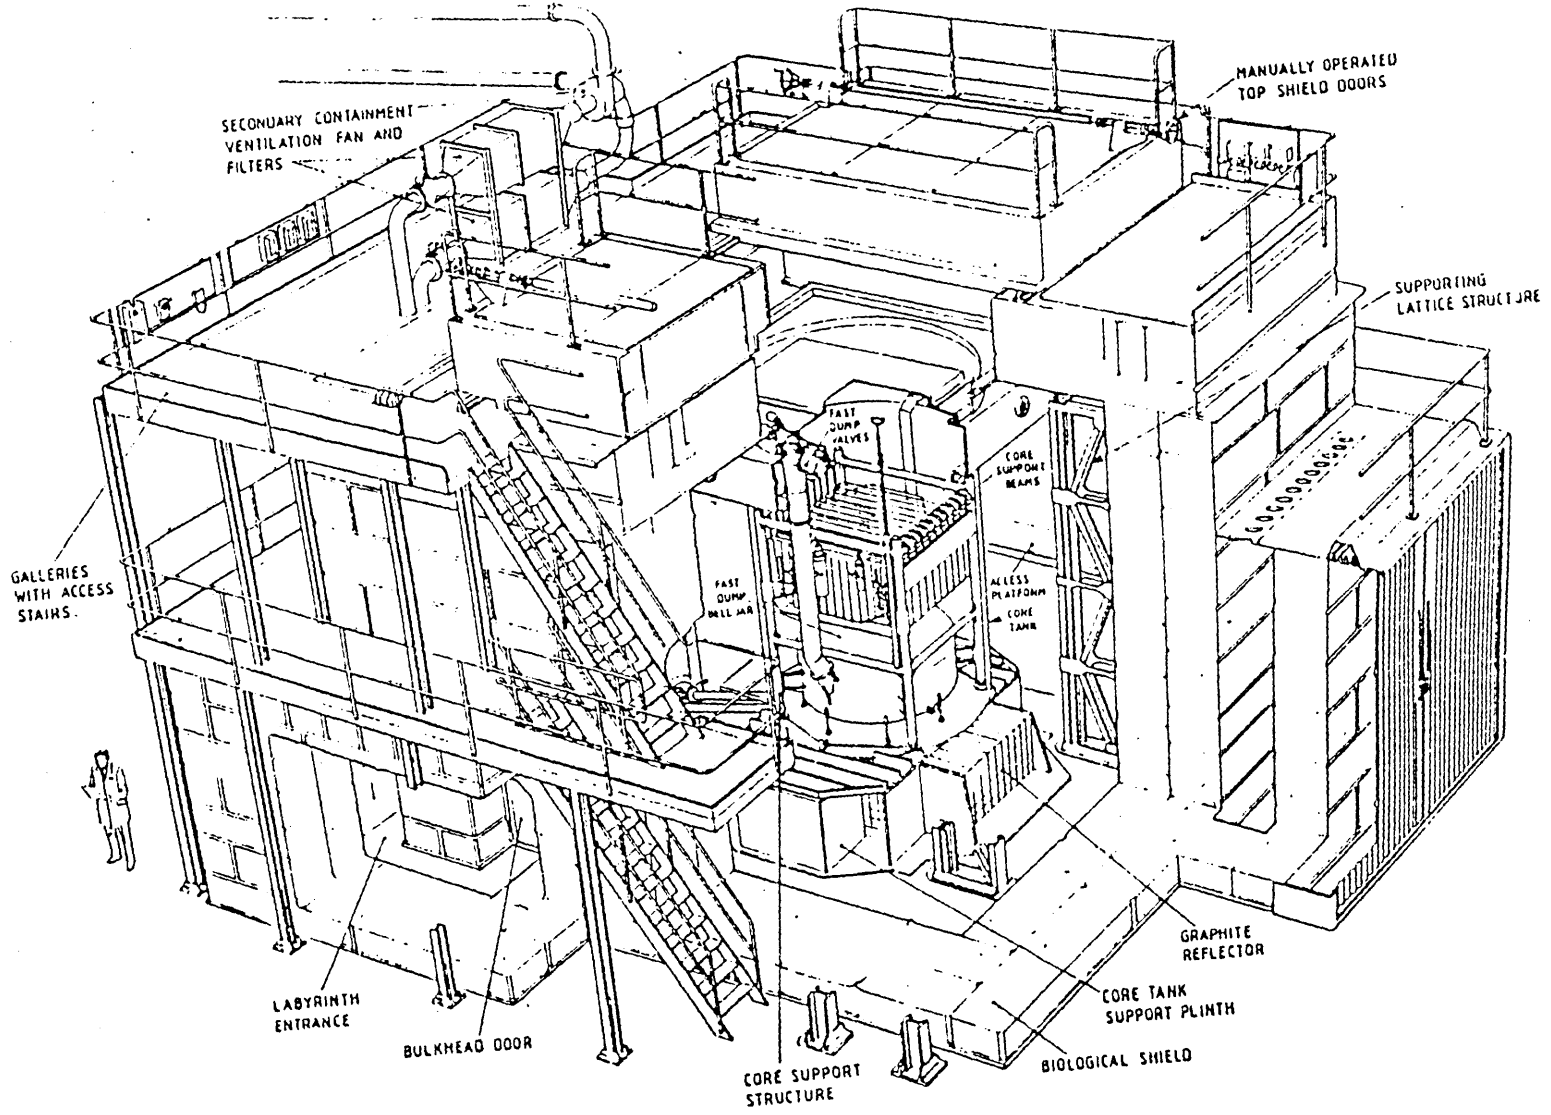 MANUALLY OPERATED
TOP SHIELD DOORS
SECONDARY CONTAINMENT
VENTILATION FAN AND
FILTERS
SUPPORTING
LATTICE STRUCTURE
FAST
DUMP
VALVES
CORE
SUPPORT
BEAMS
GALLERIES
WITH ACCESS
STAIRS.
FAST
DUMP
BELL JAR
ACCESS
PLATFORM
CORE
TANK
GRAPHITE
REFLECTOR
LABYRINTH
ENTRANCE
BULKHEAD DOOR
CORE TANK
SUPPORT PLINTH
BIOLOGICAL SHIELD
CORE SUPPORT
STRUCTURE